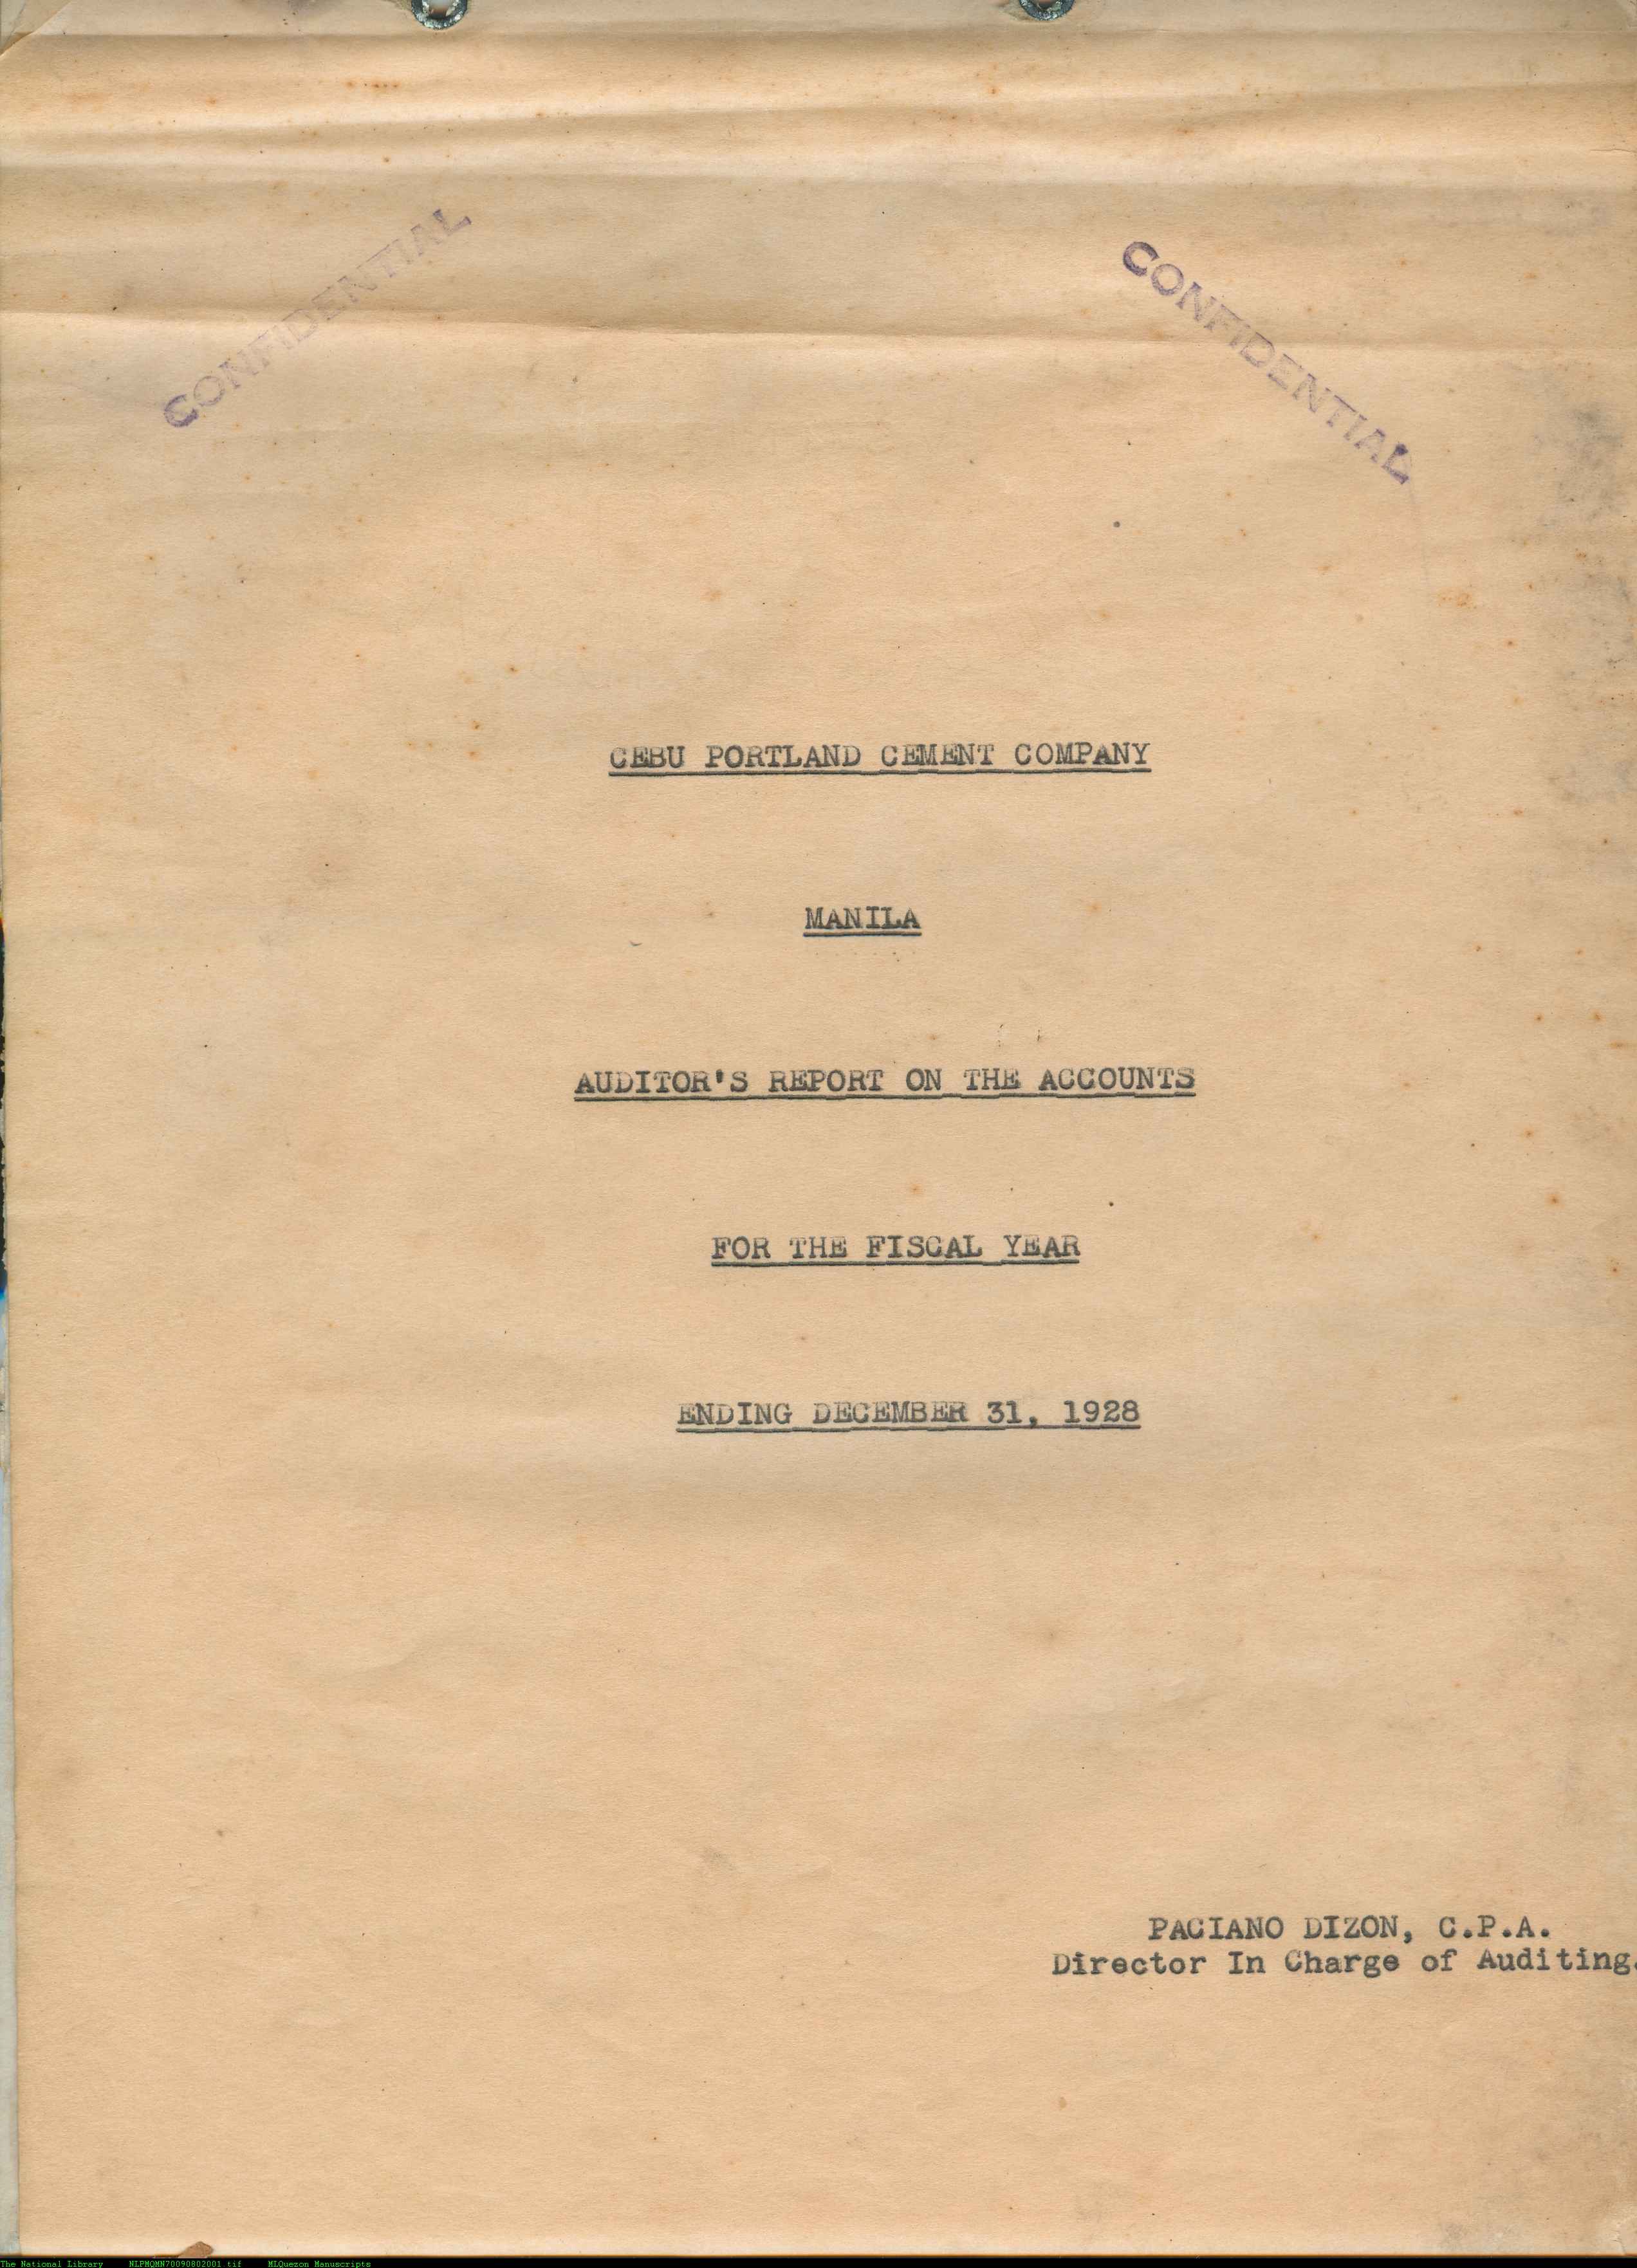 CONFIDENTIAL
CONFIDENTIAL
CEBU PORTLAND CEMENT COMPANY
MANILA
AUDITOR'S REPORT ON THE ACCOUNTS
FOR THE FISCAL YEAR
ENDING DECEMBER 31, 1928
PACIANO DIZON, C.P.A.
Director In Charge of Auditing.
The National Library NLPMQMN70090802001 tif MLQuezon Manuscripts